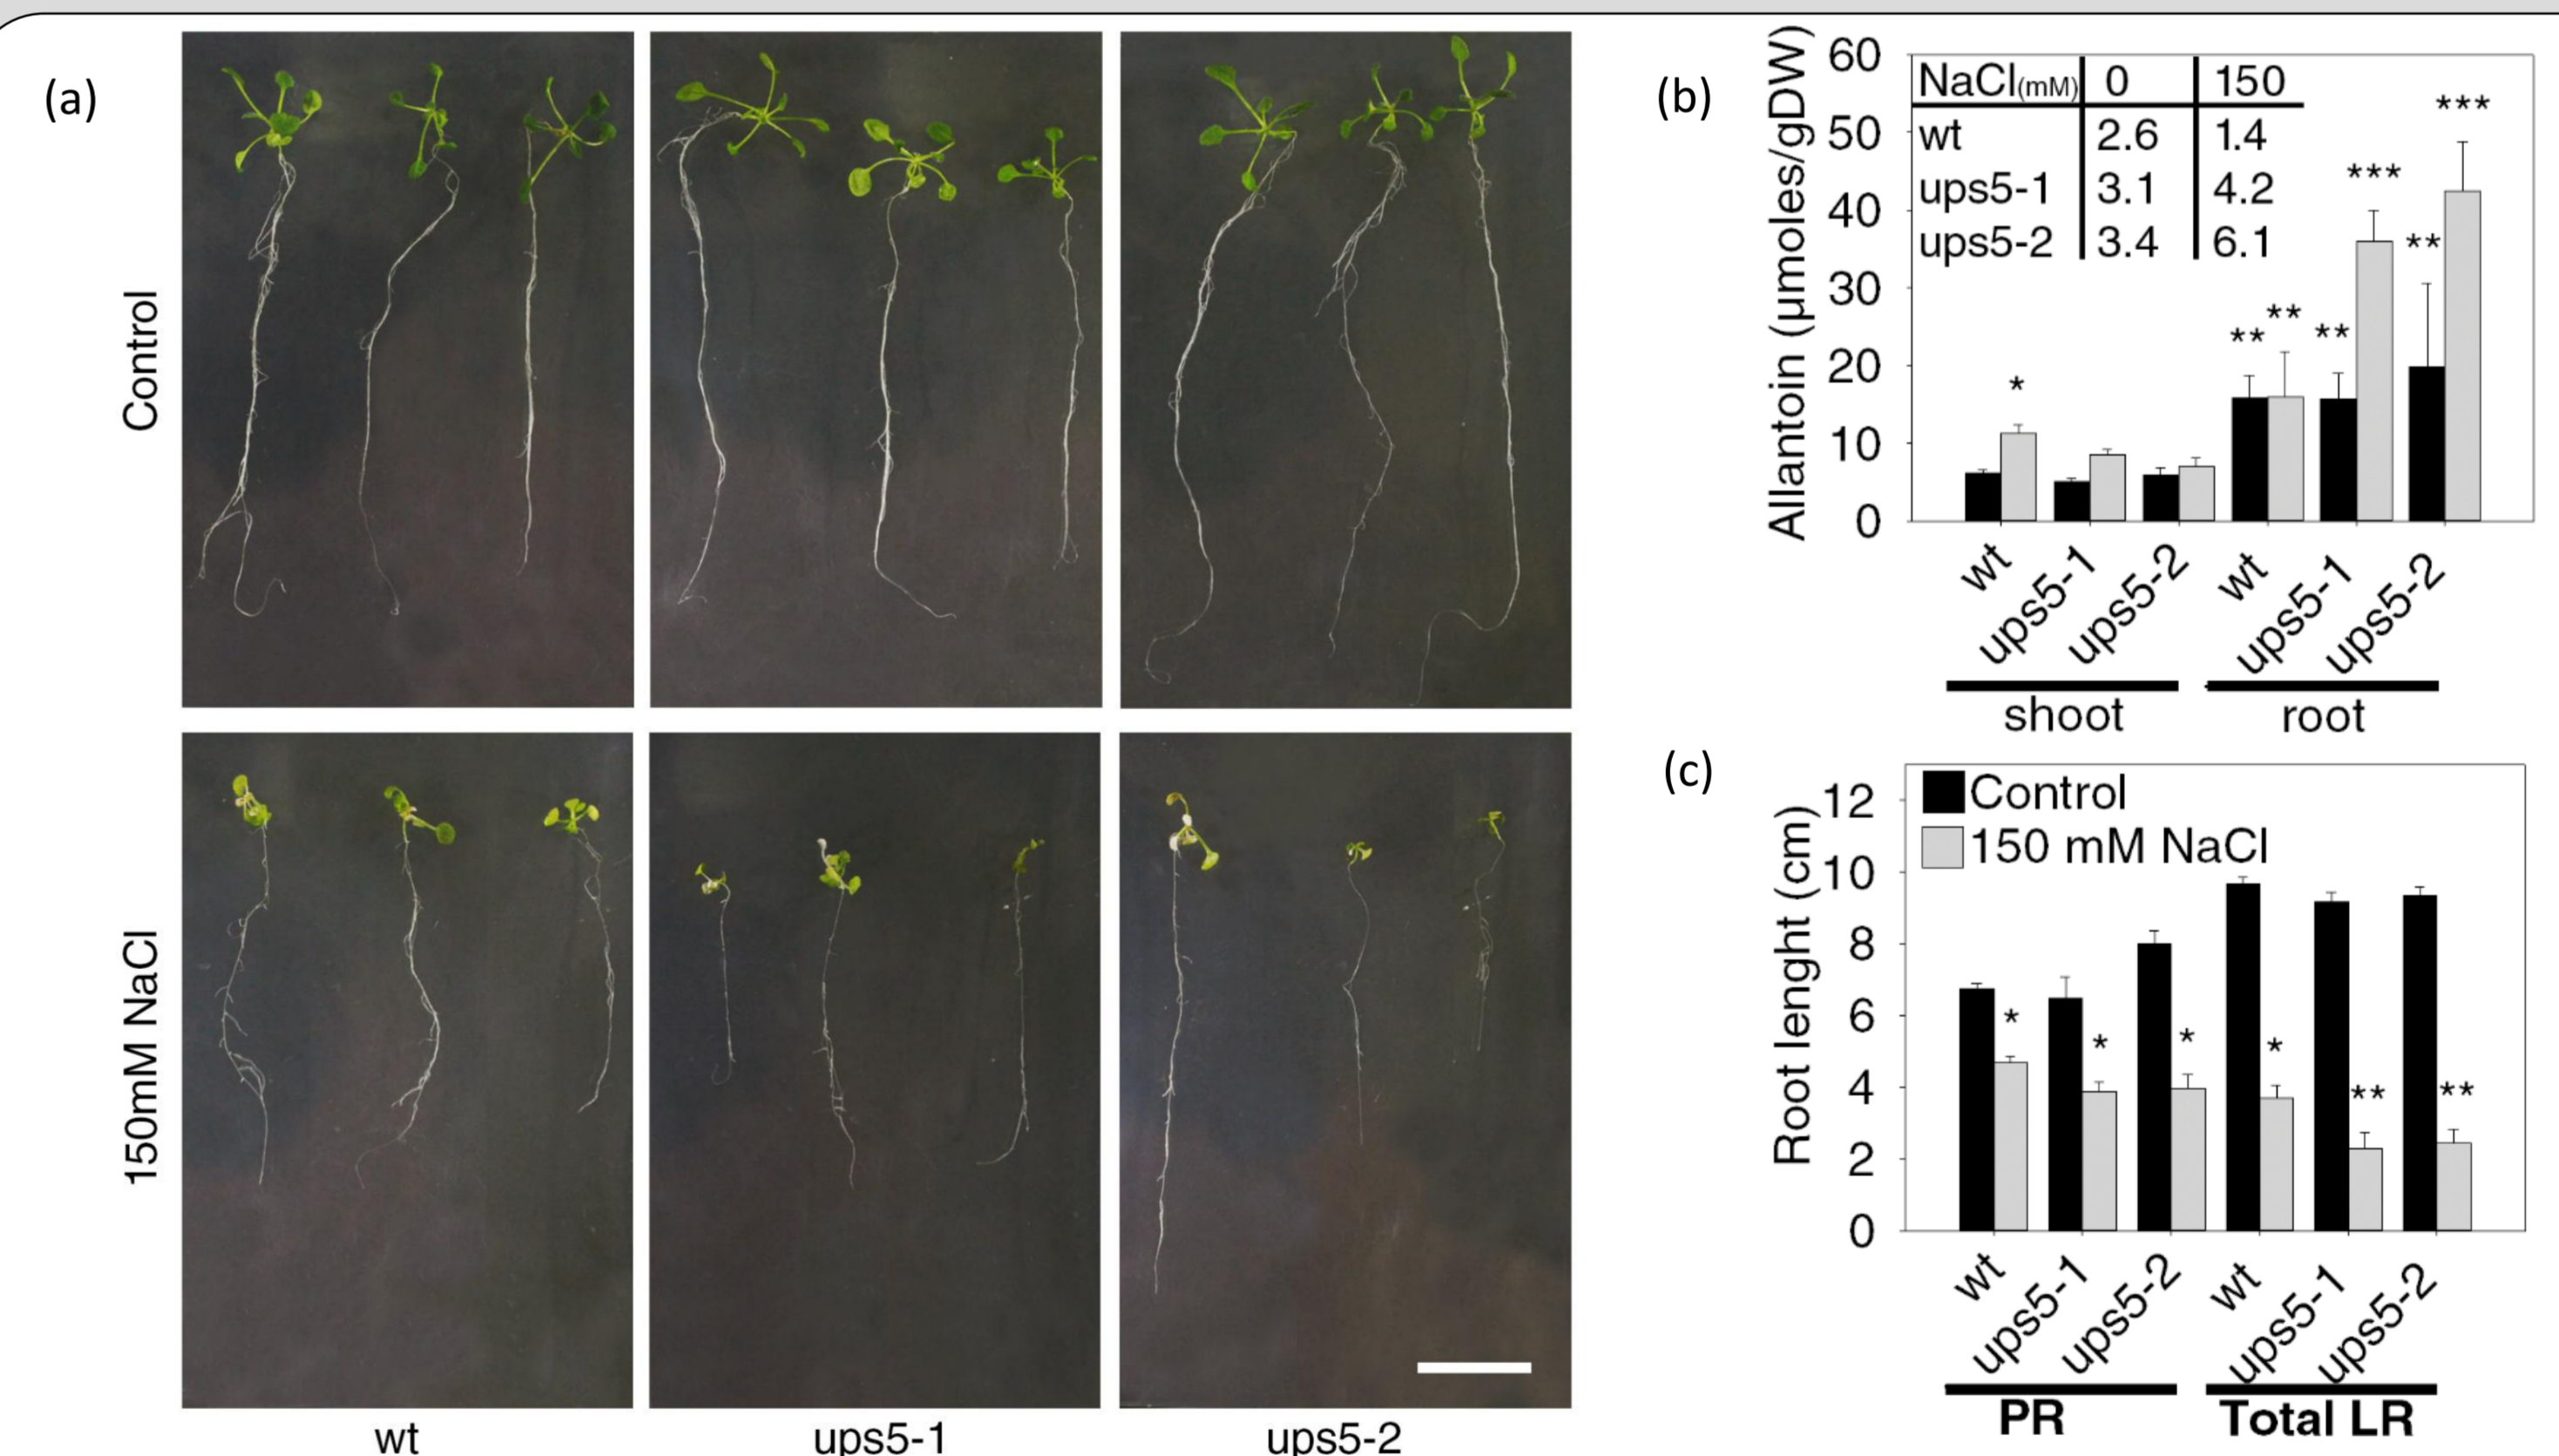 (a)
Control
150mM NaCl
wt
ups5-1
ups5-2
(b)
Allantoin (µmoles/gDW)
60
50
40
30
20
10
0
NaCl(mM) 0 150
wt 2.6 1.4
ups5-1 3.1 4.2
ups5-2 3.4 6.1
*
**
**
**
***
**
***
wt
ups5-1
ups5-2
wt
ups5-1
ups5-2
shoot
root
(c)
Root lenght (cm)
12
10
8
6
4
2
0
Control
150 mM NaCl
*
*
*
*
**
**
wt
ups5-1
ups5-2
wt
ups5-1
ups5-2
PR
Total LR